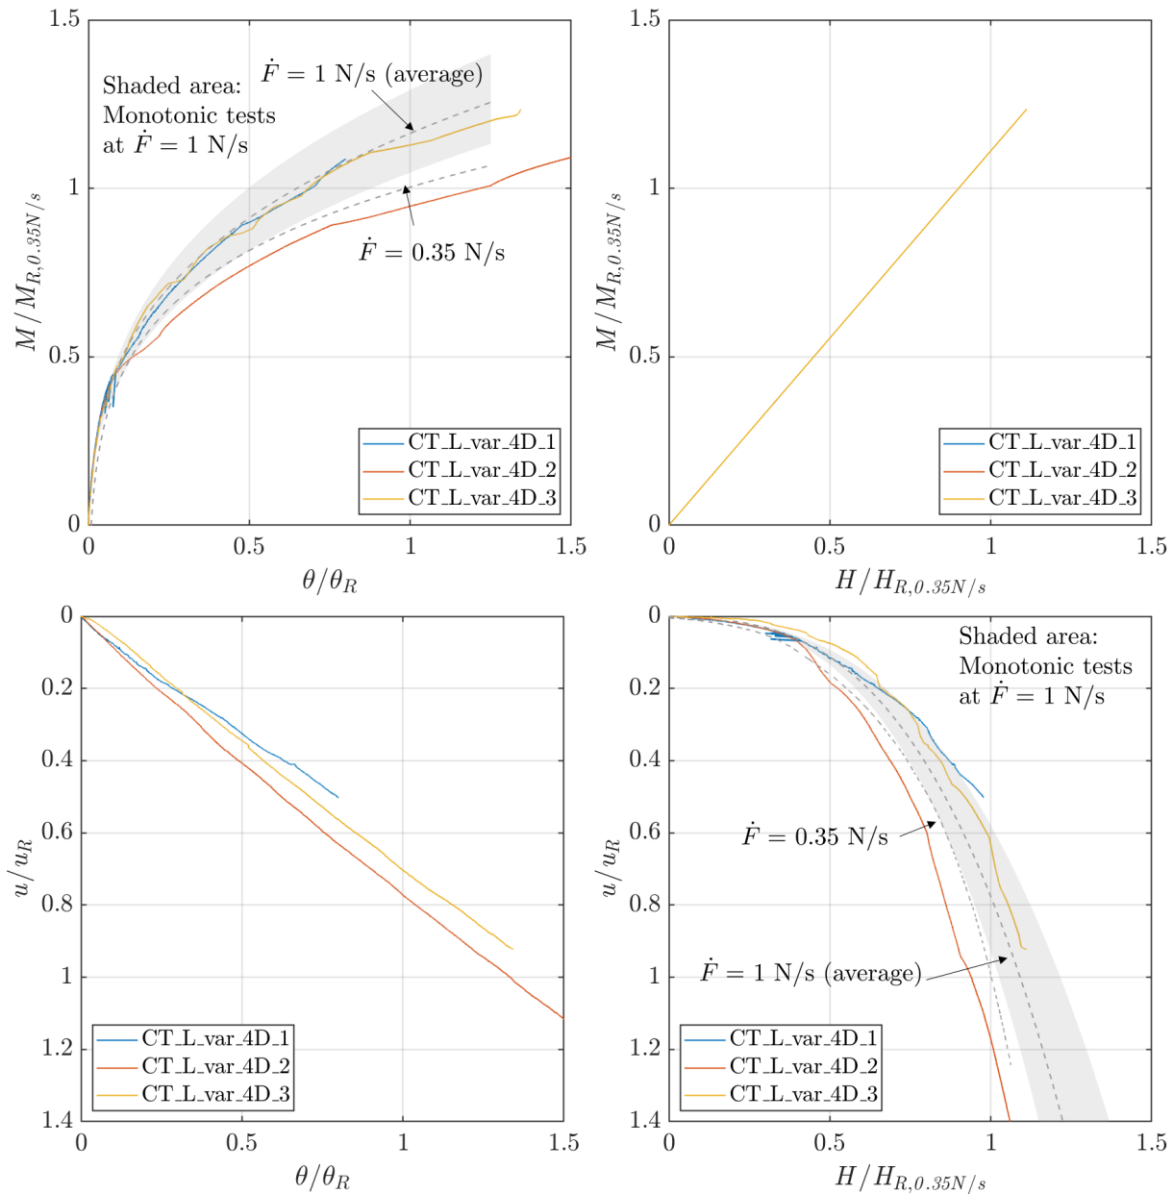 1.5
1
0.5
0
0
0.5
1
1.5
M/M_{R,0.35N/s}
θ/θ_R
Shaded area:
Monotonic tests
at Ḟ = 1 N/s
Ḟ = 1 N/s (average)
Ḟ = 0.35 N/s
CT_L_var_4D_1
CT_L_var_4D_2
CT_L_var_4D_3
1.5
1
0.5
0
0
0.5
1
1.5
M/M_{R,0.35N/s}
H/H_{R,0.35N/s}
CT_L_var_4D_1
CT_L_var_4D_2
CT_L_var_4D_3
0
0.2
0.4
0.6
0.8
1
1.2
1.4
0
0.5
1
1.5
u/u_R
θ/θ_R
CT_L_var_4D_1
CT_L_var_4D_2
CT_L_var_4D_3
0
0.2
0.4
0.6
0.8
1
1.2
1.4
0
0.5
1
1.5
u/u_R
H/H_{R,0.35N/s}
Shaded area:
Monotonic tests
at Ḟ = 1 N/s
Ḟ = 0.35 N/s
Ḟ = 1 N/s (average)
CT_L_var_4D_1
CT_L_var_4D_2
CT_L_var_4D_3